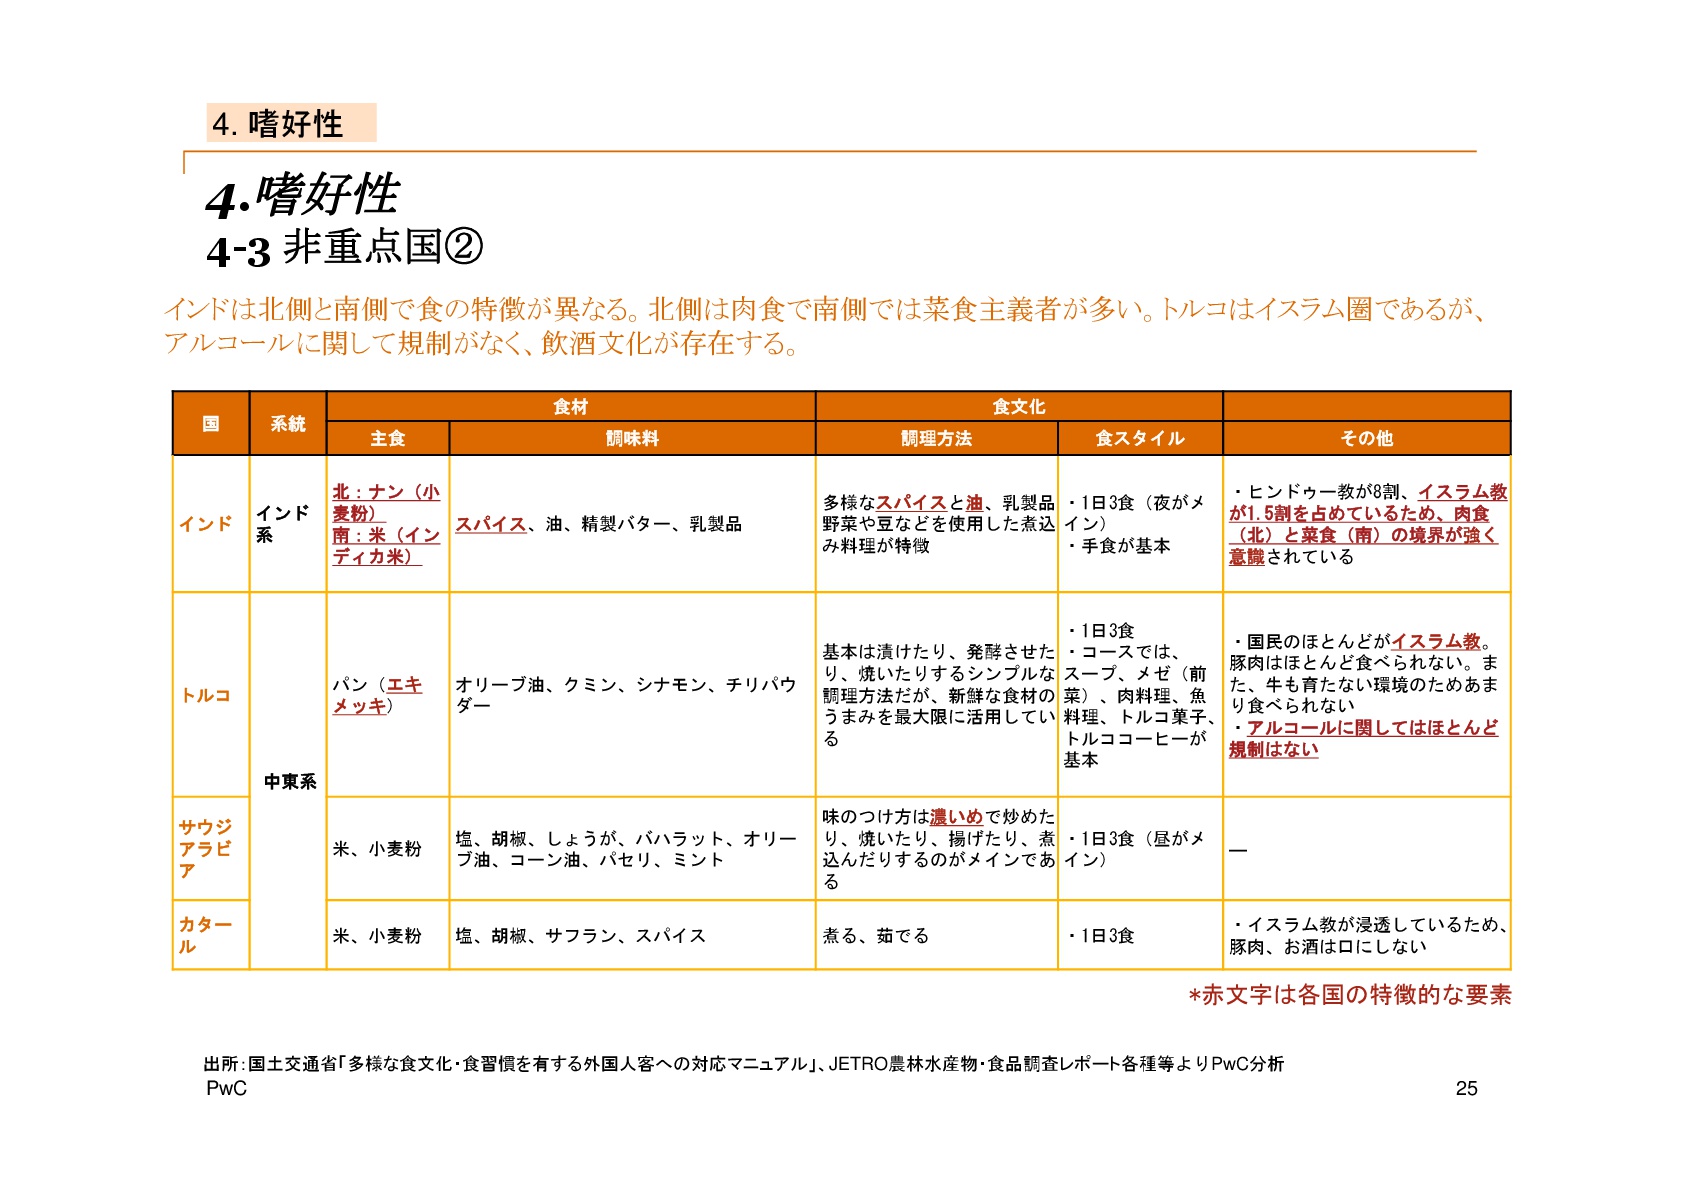 4. 嗜好性
4.嗜好性
4-3 非重点国②
インドは北側と南側で食の特徴が異なる。北側は肉食で南側では菜食主義者が多い。トルコはイスラム圏であるが、
アルコールに関して規制がなく、飲酒文化が存在する。
国
系統
食材
食文化
主食
調味料
調理方法
食スタイル
その他
インド
インド
系
北：ナン（小
麦粉）
南：米（イン
ディカ米）
スパイス、油、精製バター、乳製品
多様なスパイスと油、乳製品
野菜や豆などを使用した煮込
み料理が特徴
・1日3食（夜がメ
イン）
・手食が基本
・ヒンドゥー教が8割、イスラム教
が1.5割を占めているため、肉食
（北）と菜食（南）の境界が強く
意識されている
トルコ
中東系
パン（エキ
メッキ）
オリーブ油、クミン、シナモン、チリパウ
ダー
基本は漬けたり、発酵させた
り、焼いたりするシンプルな
調理方法だが、新鮮な食材の
うまみを最大限に活用してい
る
・1日3食
・コースでは、
スープ、メゼ（前
菜）、肉料理、魚
料理、トルコ菓子、
トルココーヒーが
基本
・国民のほとんどがイスラム教。
豚肉はほとんど食べられない。ま
た、牛も育たない環境のためあま
り食べられない
・アルコールに関してはほとんど
規制はない
サウジ
アラビ
ア
米、小麦粉
塩、胡椒、しょうが、バハラット、オリー
ブ油、コーン油、パセリ、ミント
味のつけ方は濃いめで炒めた
り、焼いたり、揚げたり、煮
込んだりするのがメインであ
る
・1日3食（昼がメ
イン）
―
カター
ル
米、小麦粉
塩、胡椒、サフラン、スパイス
煮る、茹でる
・1日3食
・イスラム教が浸透しているため、
豚肉、お酒は口にしない
*赤文字は各国の特徴的な要素
出所:国土交通省「多様な食文化・食習慣を有する外国人客への対応マニュアル」、JETRO農林水産物・食品調査レポート各種等よりPwC分析
PwC
25